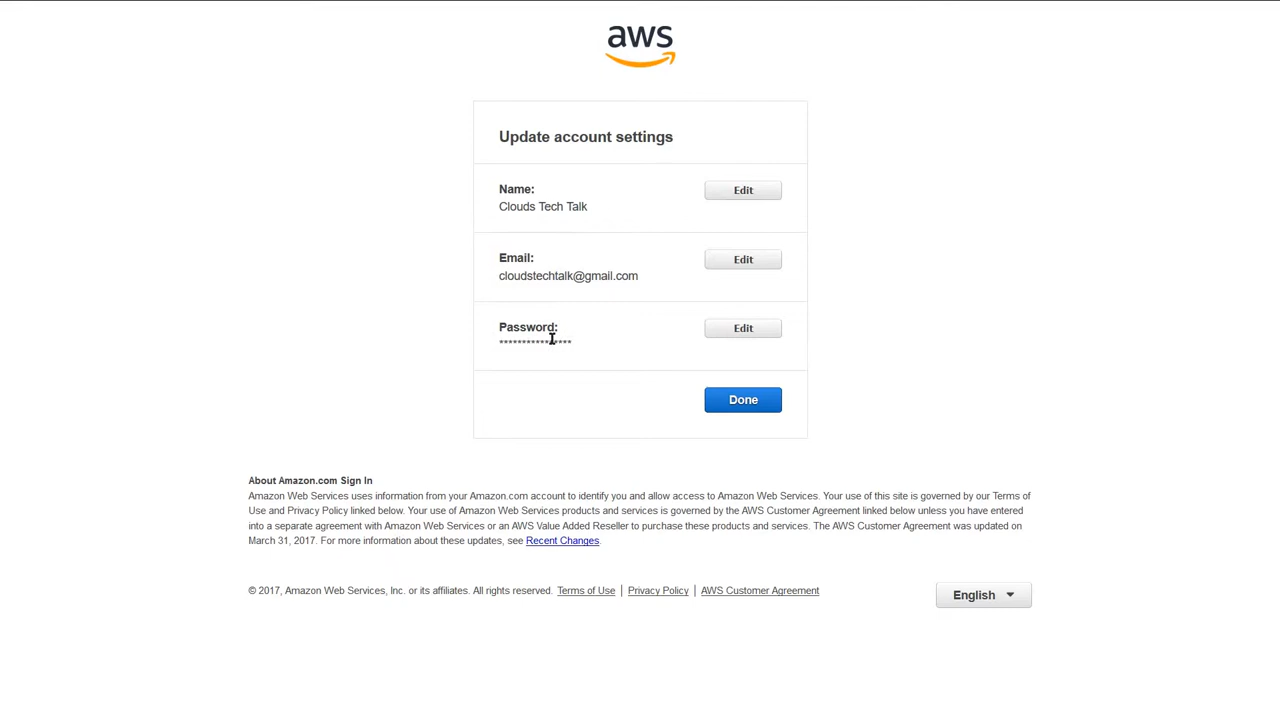 aws
Update account settings
Name:
Edit
Clouds Tech Talk
Email:
Edit
cloudstechtalk@gmail.com
Password:
Edit
****************
Done
About Amazon.com Sign In
Amazon Web Services uses information from your Amazon.com account to identify you and allow access to Amazon Web Services. Your use of this site is governed by our Terms of
Use and Privacy Policy linked below. Your use of Amazon Web Services products and services is governed by the AWS Customer Agreement linked below unless you have entered
into a separate agreement with Amazon Web Services or an AWS Value Added Reseller to purchase these products and services. The AWS Customer Agreement was updated on
March 31, 2017. For more information about these updates, see Recent Changes.
© 2017, Amazon Web Services, Inc. or its affiliates. All rights reserved. Terms of Use | Privacy Policy | AWS Customer Agreement
English